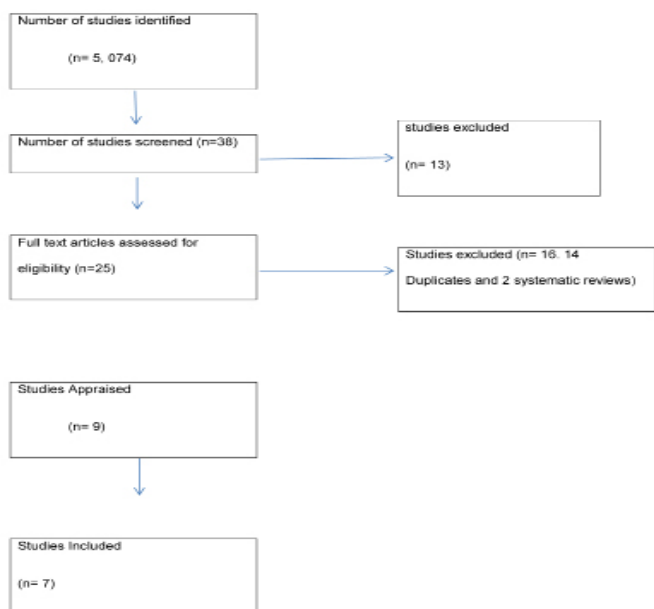 Number of studies identified
(n= 5, 074)
Number of studies screened (n=38)
studies excluded
(n= 13)
Full text articles assessed for
eligibility (n=25)
Studies excluded (n= 16. 14
Duplicates and 2 systematic reviews)
Studies Appraised
(n= 9)
Studies Included
(n= 7)